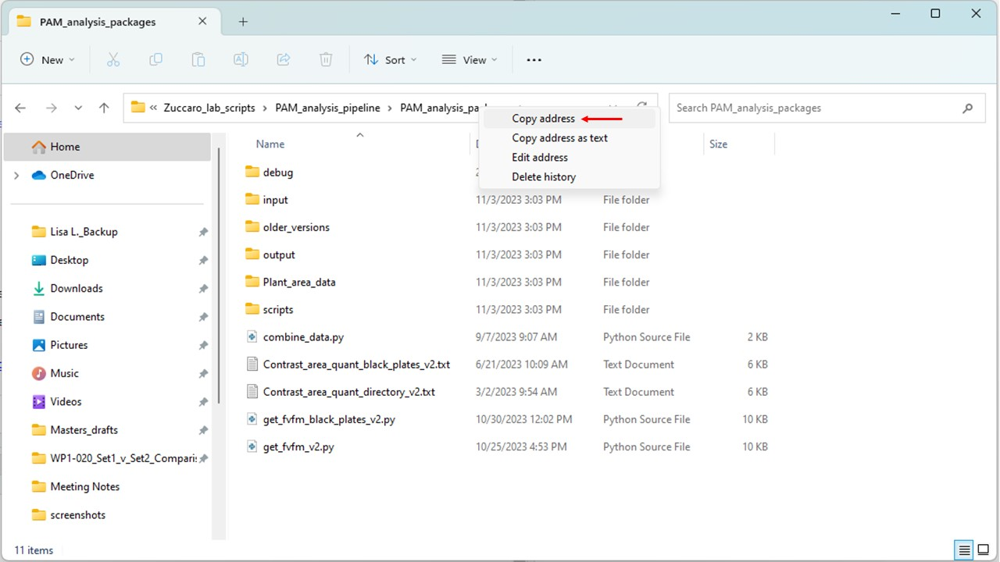 PAM_analysis_packages
New
Sort
View
« Zuccaro_lab_scripts > PAM_analysis_pipeline >
Search PAM_analysis_packages
Copy address
Copy address as text
Edit address
Delete history
Home
OneDrive
Lisa L._Backup
Desktop
Downloads
Documents
Pictures
Music
Videos
Masters_drafts
WP1-020_Set1_v_Set2_Comparis
Meeting Notes
screenshots
Name Size
debug
input 11/3/2023 3:03 PM File folder
older_versions 11/3/2023 3:03 PM File folder
output 11/3/2023 3:03 PM File folder
Plant_area_data 11/3/2023 3:03 PM File folder
scripts 11/3/2023 3:03 PM File folder
combine_data.py 9/7/2023 9:07 AM Python Source File 2 KB
Contrast_area_quant_black_plates_v2.txt 6/21/2023 10:09 AM Text Document 6 KB
Contrast_area_quant_directory_v2.txt 3/2/2023 9:54 AM Text Document 6 KB
get_fvfm_black_plates_v2.py 10/30/2023 12:02 PM Python Source File 10 KB
get_fvfm_v2.py 10/25/2023 4:53 PM Python Source File 10 KB
11 items